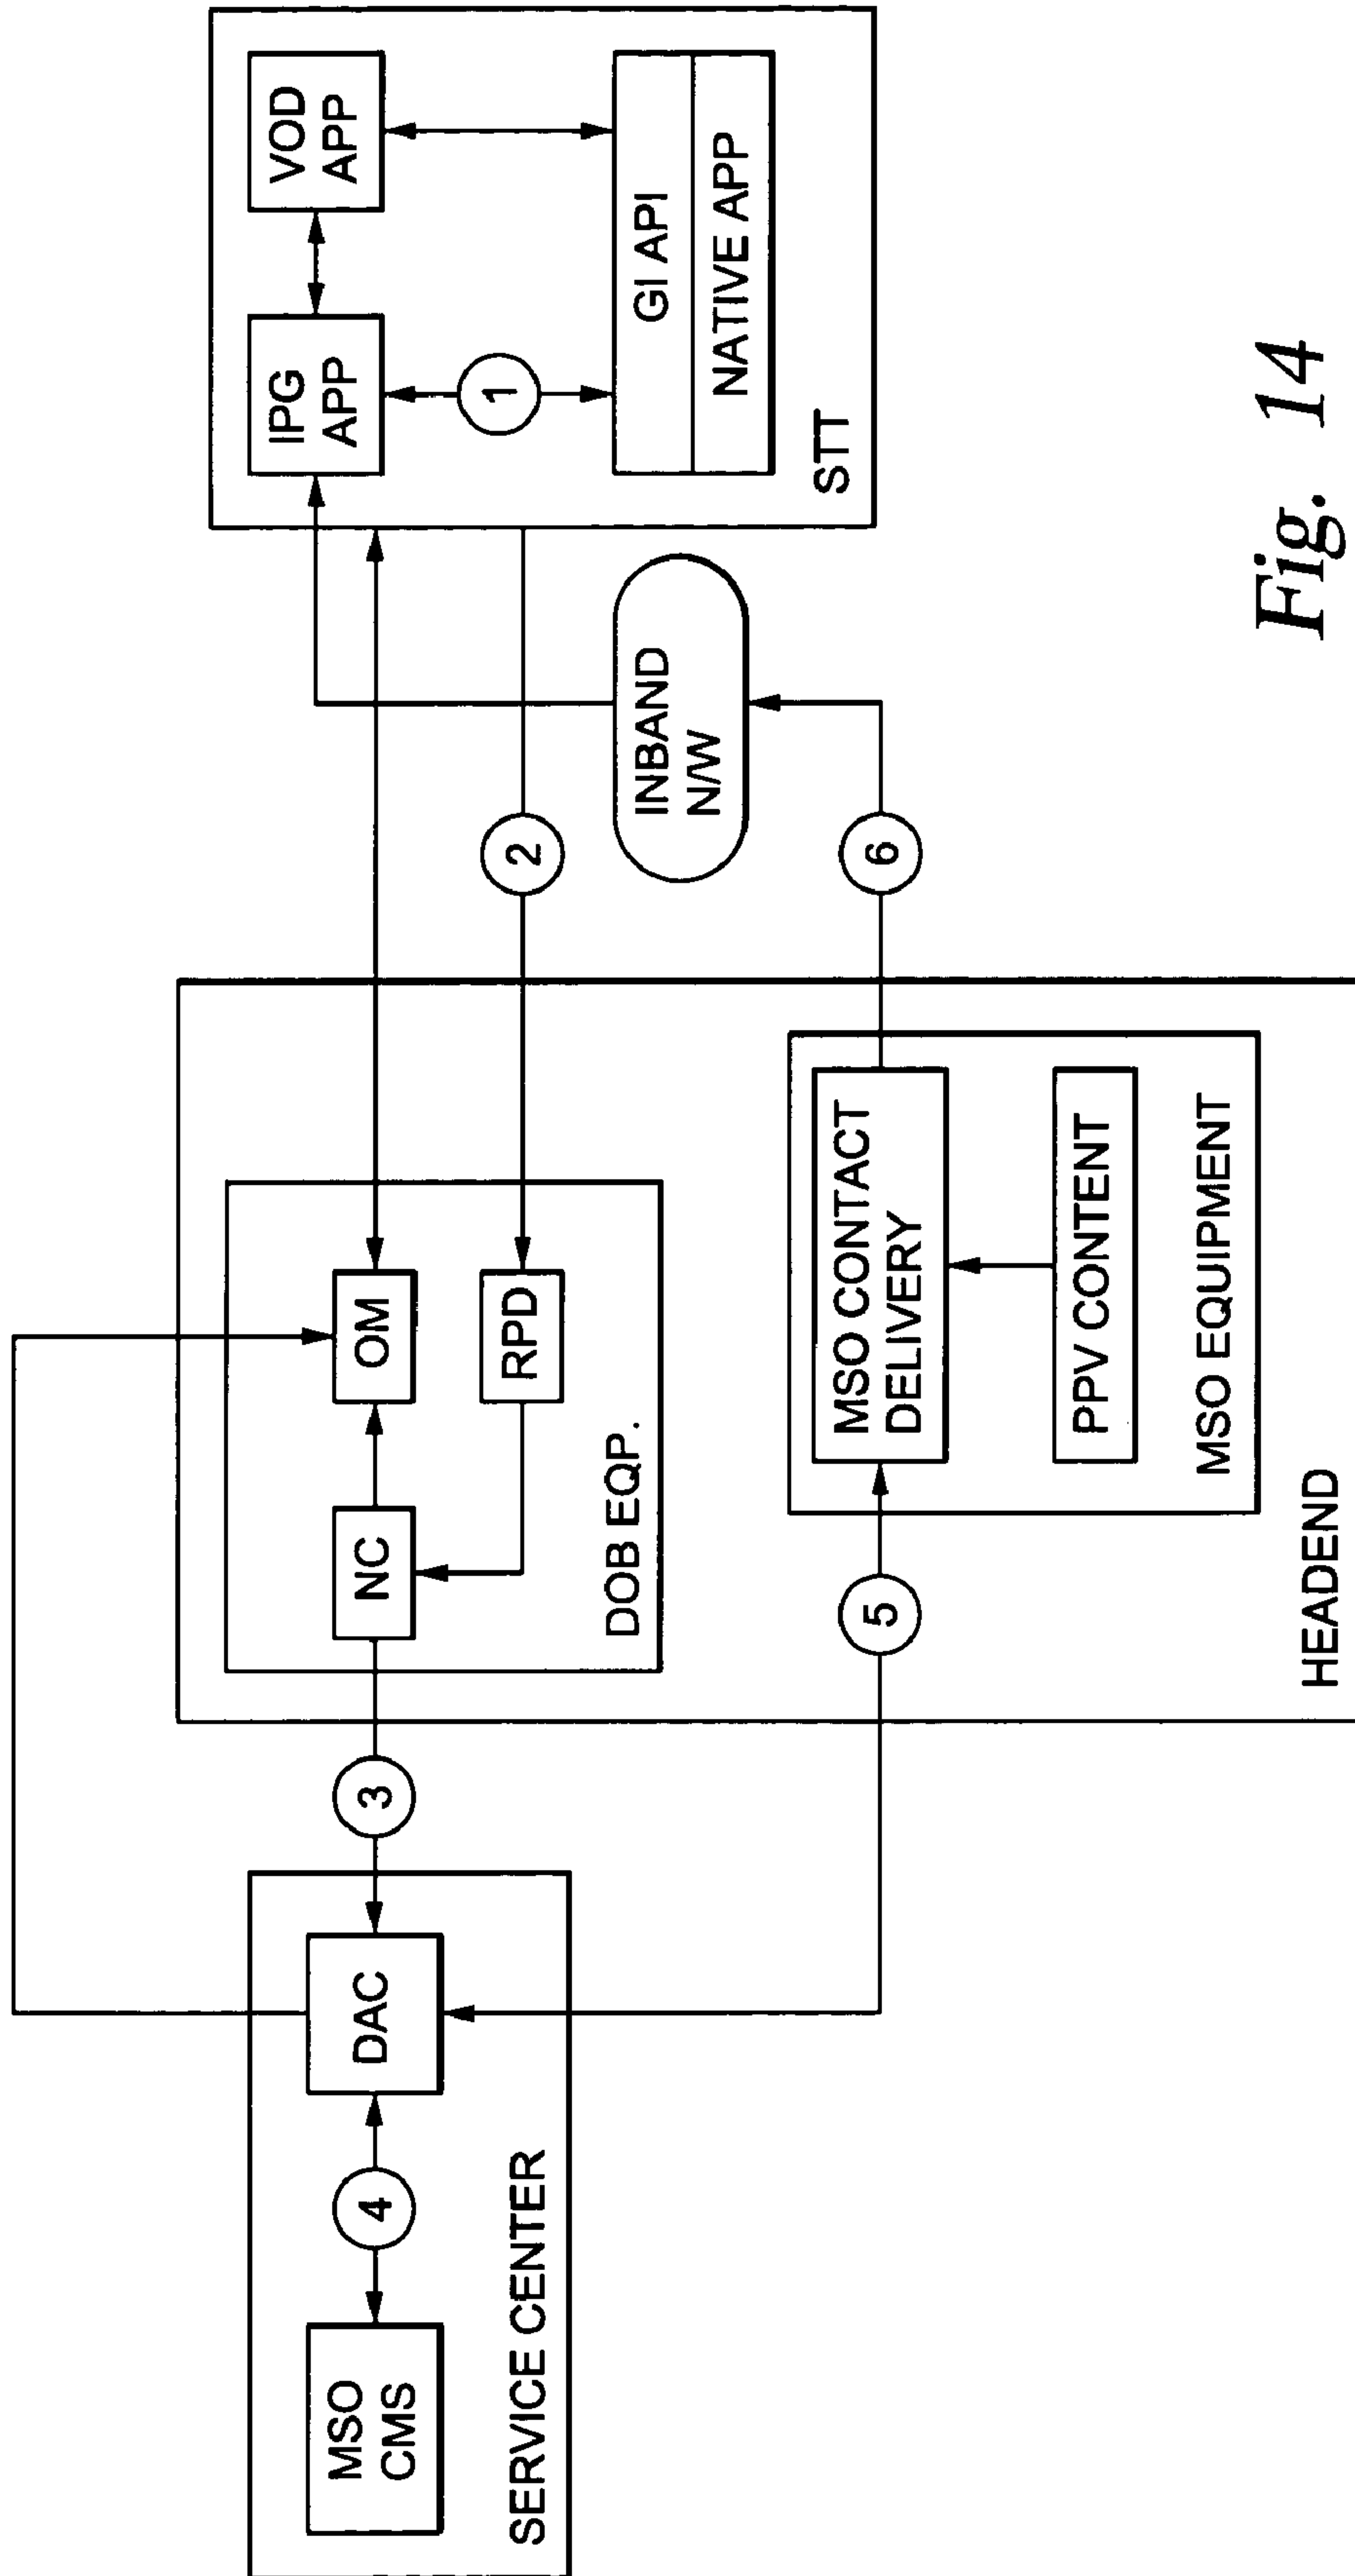 MSO
CMS
4
DAC
SERVICE CENTER
3
NC
OM
RPD
DOB EQP.
5
MSO CONTACT
DELIVERY
PPV CONTENT
MSO EQUIPMENT
HEADEND
2
6
INBAND
N/W
IPG
APP
VOD
APP
1
GI API
NATIVE APP
STT
Fig. 14